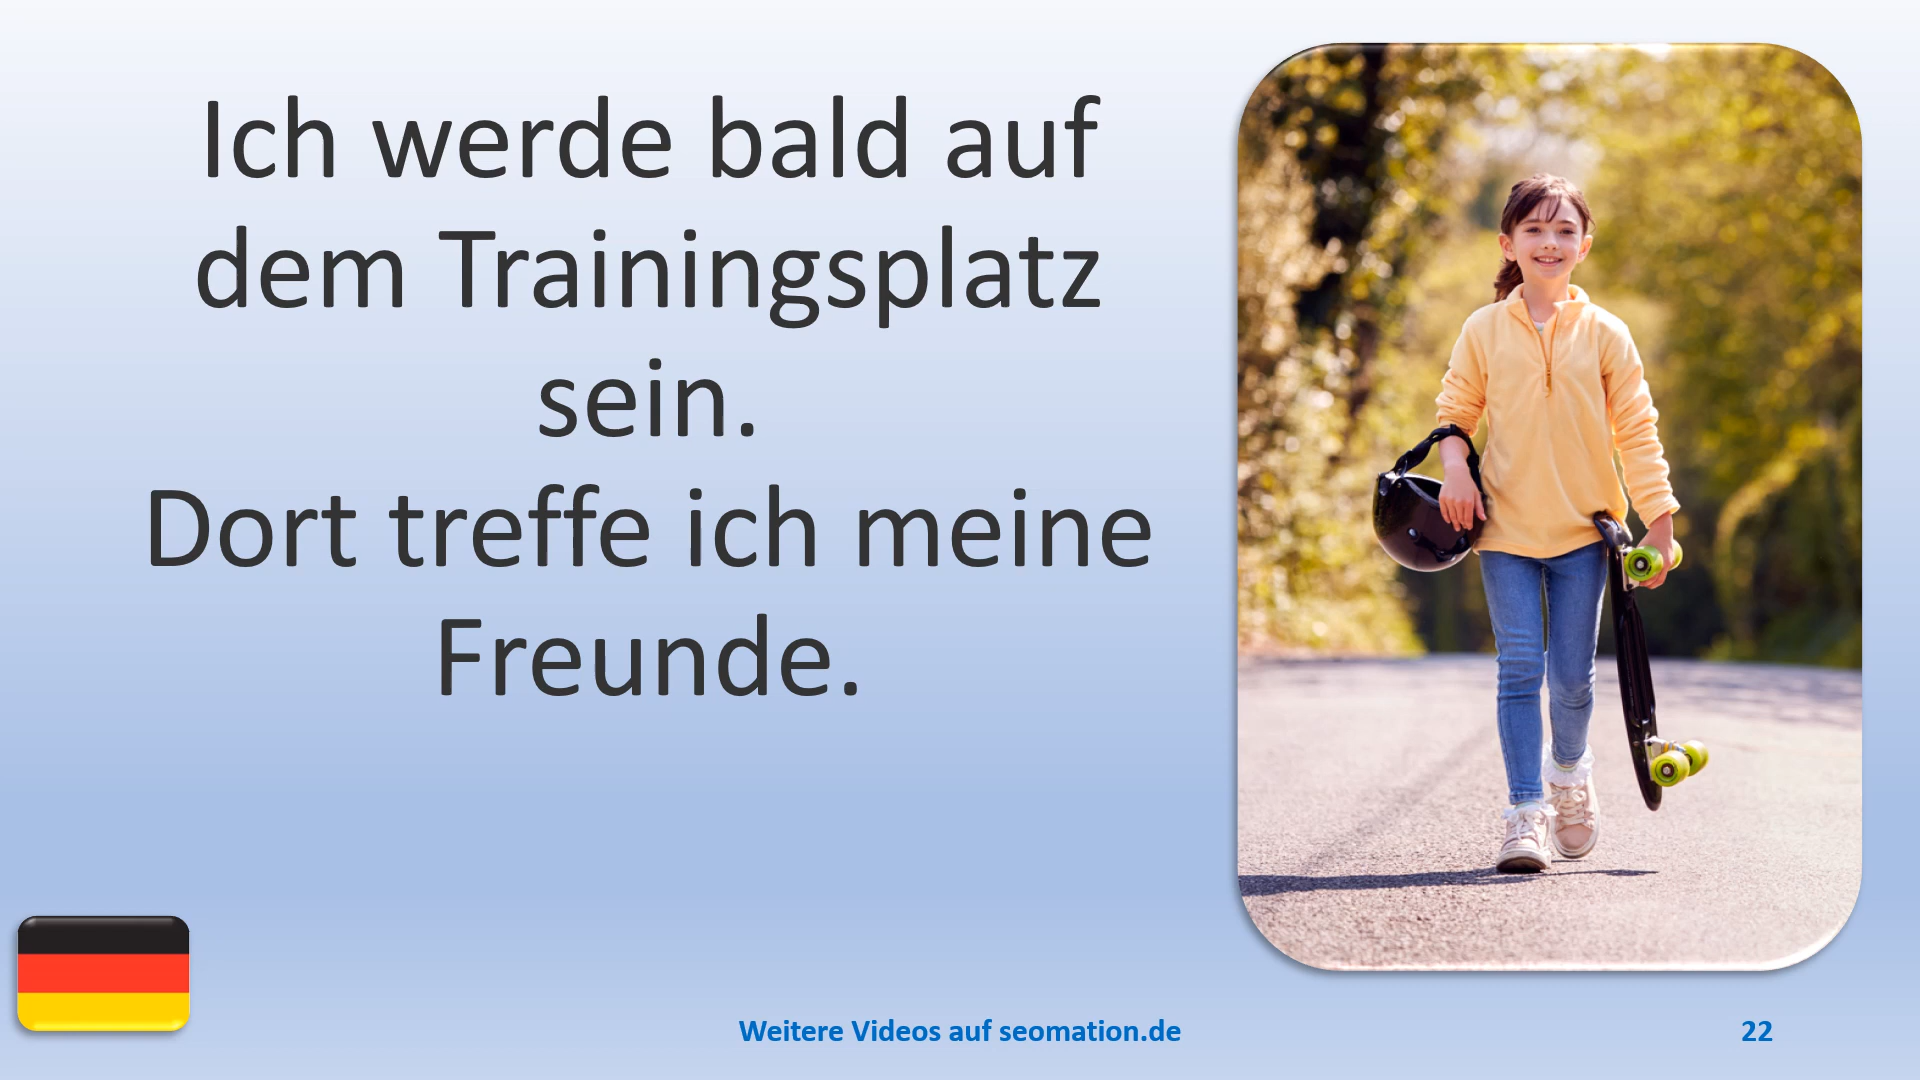 Ich werde bald auf
dem Trainingsplatz
sein.
Dort treffe ich meine
Freunde.
Weitere Videos auf seomation.de
22